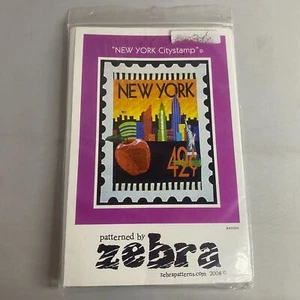 "NEW YORK Citystamp"©
NEW YORK
42¢
patterned by
zebra
zebrapatterns.com 2008 ©